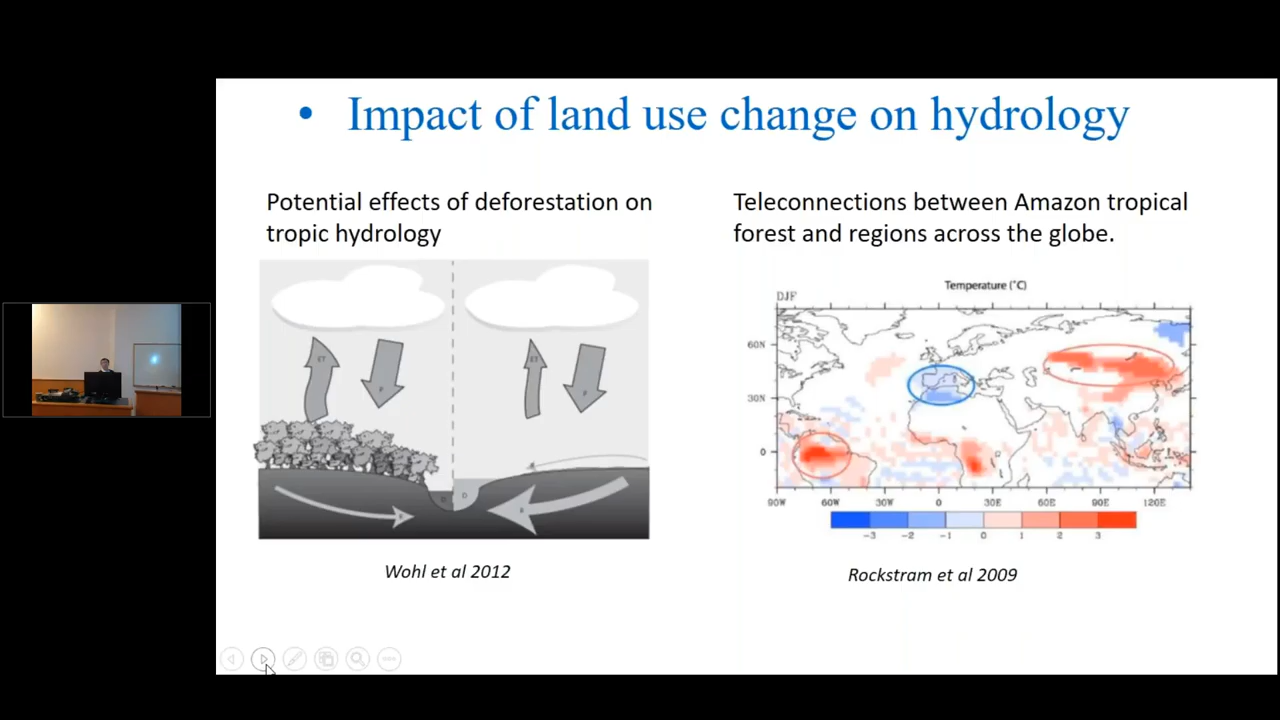 • Impact of land use change on hydrology
Potential effects of deforestation on
tropic hydrology
ET
P
ET
P
D
R
Wohl et al 2012
Teleconnections between Amazon tropical
forest and regions across the globe.
Temperature (°C)
DJF
60N
30N
0
90W 60W 30W 0 30E 60E 90E 120E
-3 -2 -1 0 1 2 3
Rockstram et al 2009